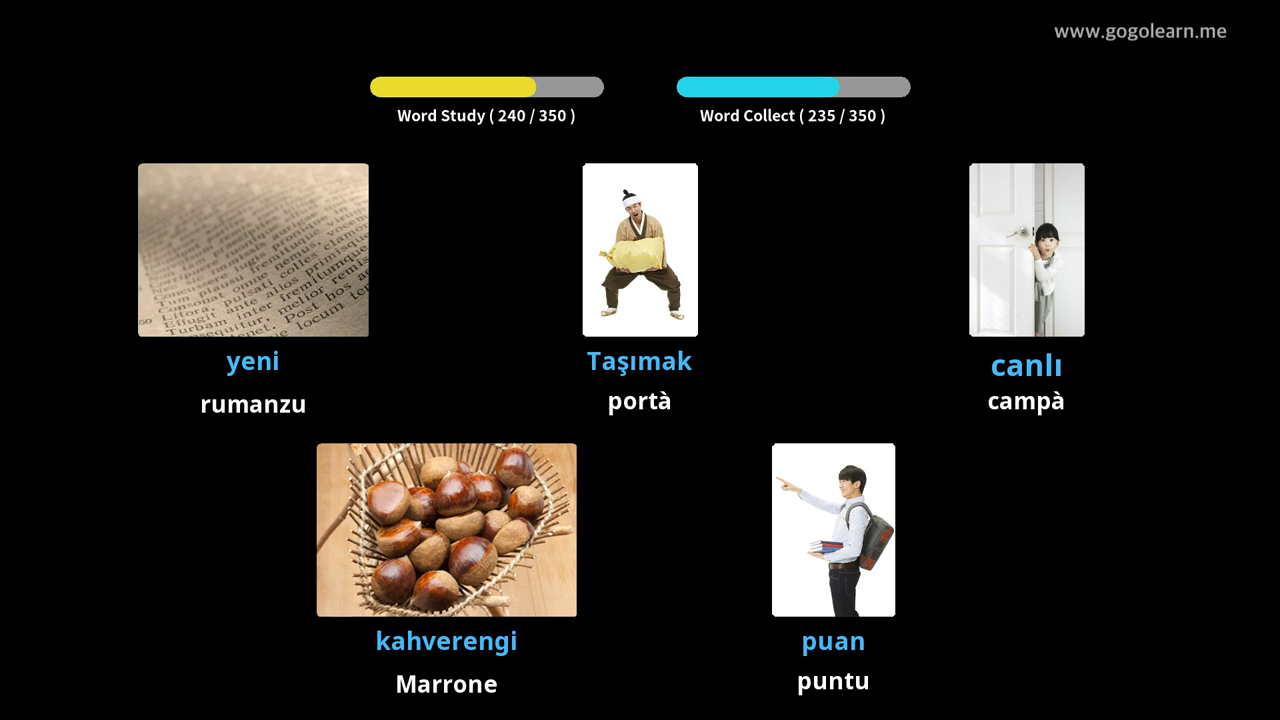 www.gogolearn.me
Word Study ( 240 / 350 )
Word Collect ( 235 / 350 )
yeni
rumanzu
Taşımak
portà
canlı
campà
kahverengi
Marrone
puan
puntu